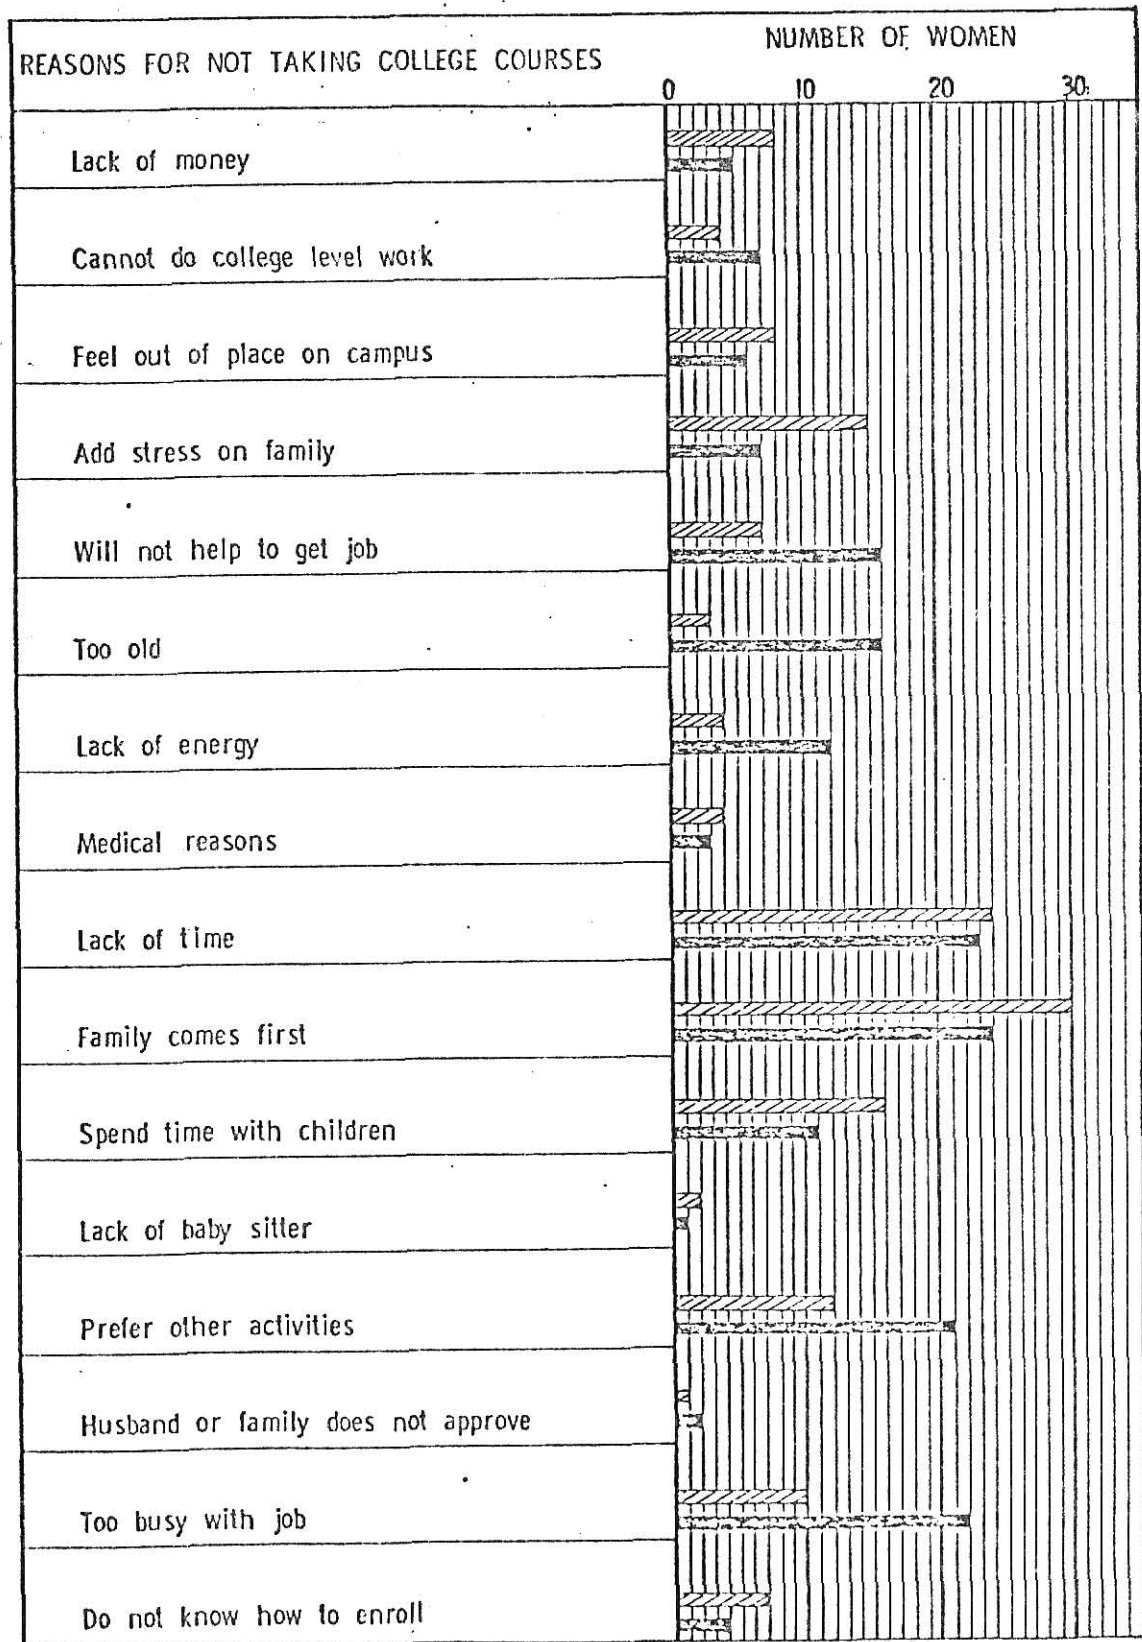 NUMBER OF WOMEN
REASONS FOR NOT TAKING COLLEGE COURSES
0 10 20 30
Lack of money
Cannot do college level work
Feel out of place on campus
Add stress on family
Will not help to get job
Too old
Lack of energy
Medical reasons
Lack of time
Family comes first
Spend time with children
Lack of baby sitter
Prefer other activities
Husband or family does not approve
Too busy with job
Do not know how to enroll